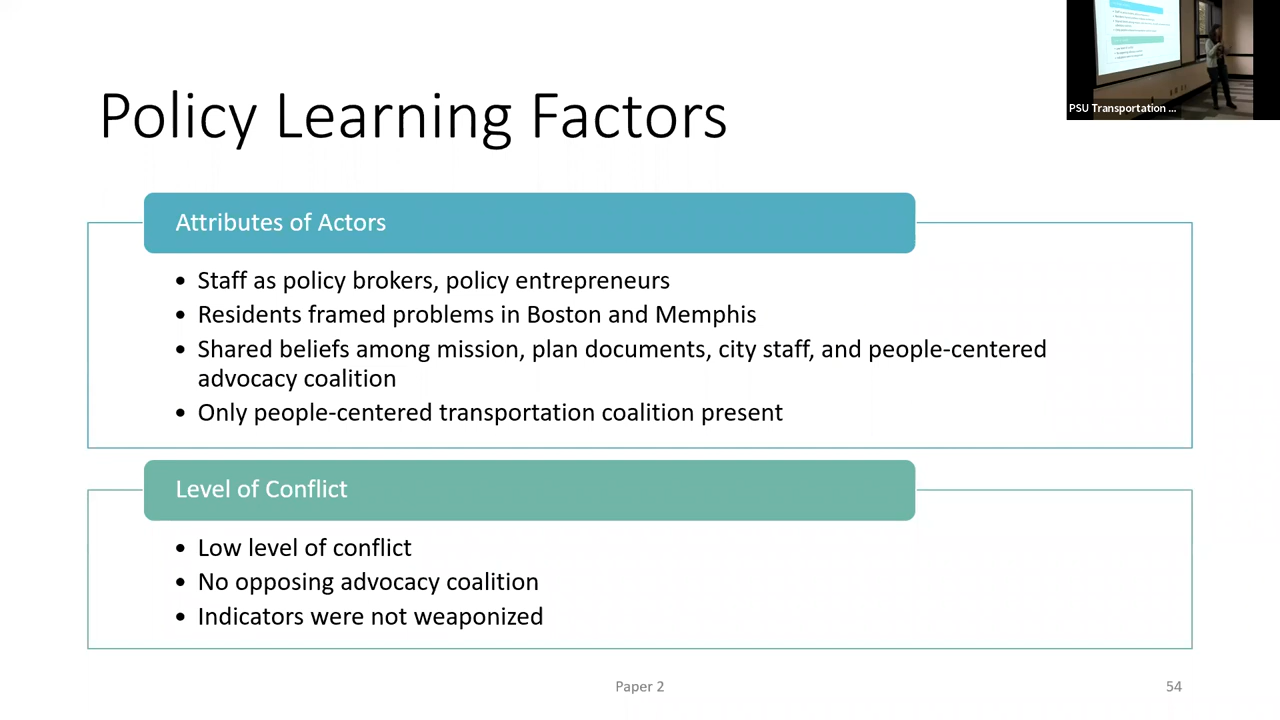 PSU Transportation ...
Policy Learning Factors
Attributes of Actors
• Staff as policy brokers, policy entrepreneurs
• Residents framed problems in Boston and Memphis
• Shared beliefs among mission, plan documents, city staff, and people-centered
advocacy coalition
• Only people-centered transportation coalition present
Level of Conflict
• Low level of conflict
• No opposing advocacy coalition
• Indicators were not weaponized
Paper 2
54